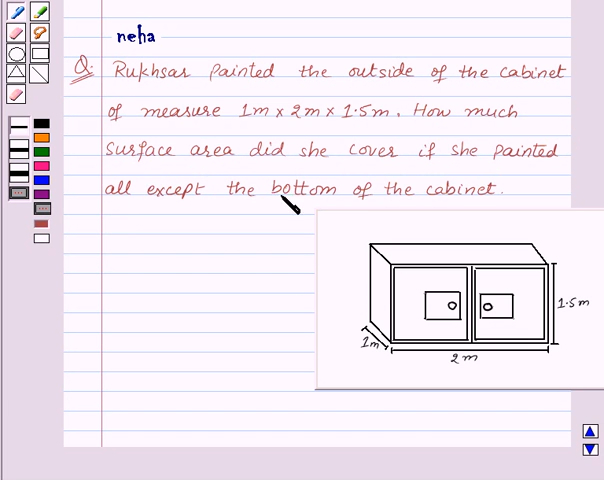 neha
Q. Rukhsar painted the outside of the cabinet
of measure 1m x 2m x 1.5m. How much
surface area did she cover if she painted
all except the bottom of the cabinet.
1.5m
1m
2m